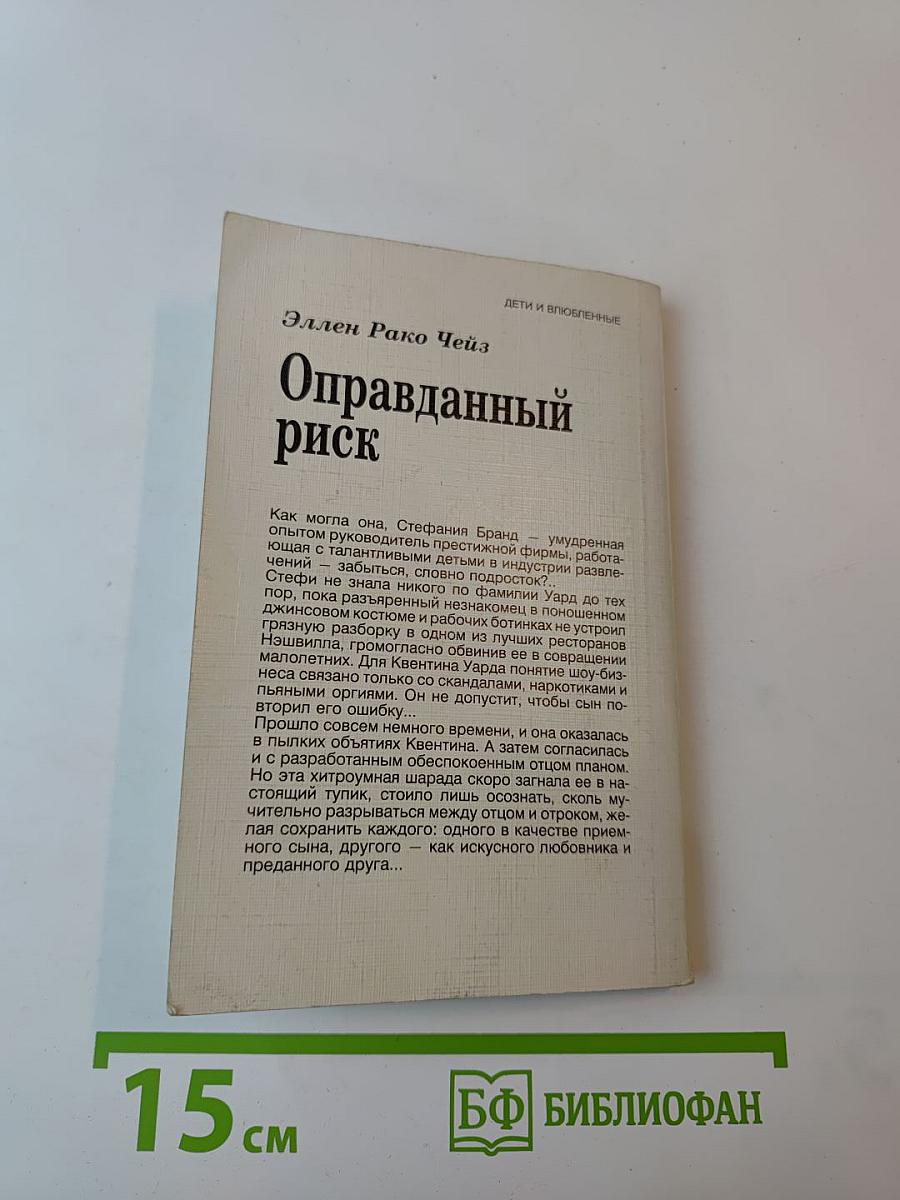 ДЕТИ И ВЛЮБЛЕННЫЕ
Эллен Рако Чейз
Оправданный
риск
Как могла она, Стефания Бранд – умудренная
опытом руководитель престижной фирмы, работа-
ющая с талантливыми детьми в индустрии развле-
чений – забыться, словно подросток?..
Стефи не знала никого по фамилии Уард до тех
пор, пока разъяренный незнакомец в поношенном
джинсовом костюме и рабочих ботинках не устроил
грязную разборку в одном из лучших ресторанов
Нэшвилла, громогласно обвинив ее в совращении
малолетних. Для Квентина Уарда понятие шоу-биз-
неса связано только со скандалами, наркотиками и
пьяными оргиями. Он не допустит, чтобы сын по-
вторил его ошибку...
Прошло совсем немного времени, и она оказалась
в пылких объятиях Квентина. А затем согласилась
и с разработанным обеспокоенным отцом планом.
Но эта хитроумная шарада скоро загнала ее в на-
стоящий тупик, стоило лишь осознать, сколь му-
чительно разрываться между отцом и отроком, же-
лая сохранить каждого: одного в качестве прием-
ного сына, другого – как искусного любовника и
преданного друга...
15 см
БФ БИБЛИОФАН